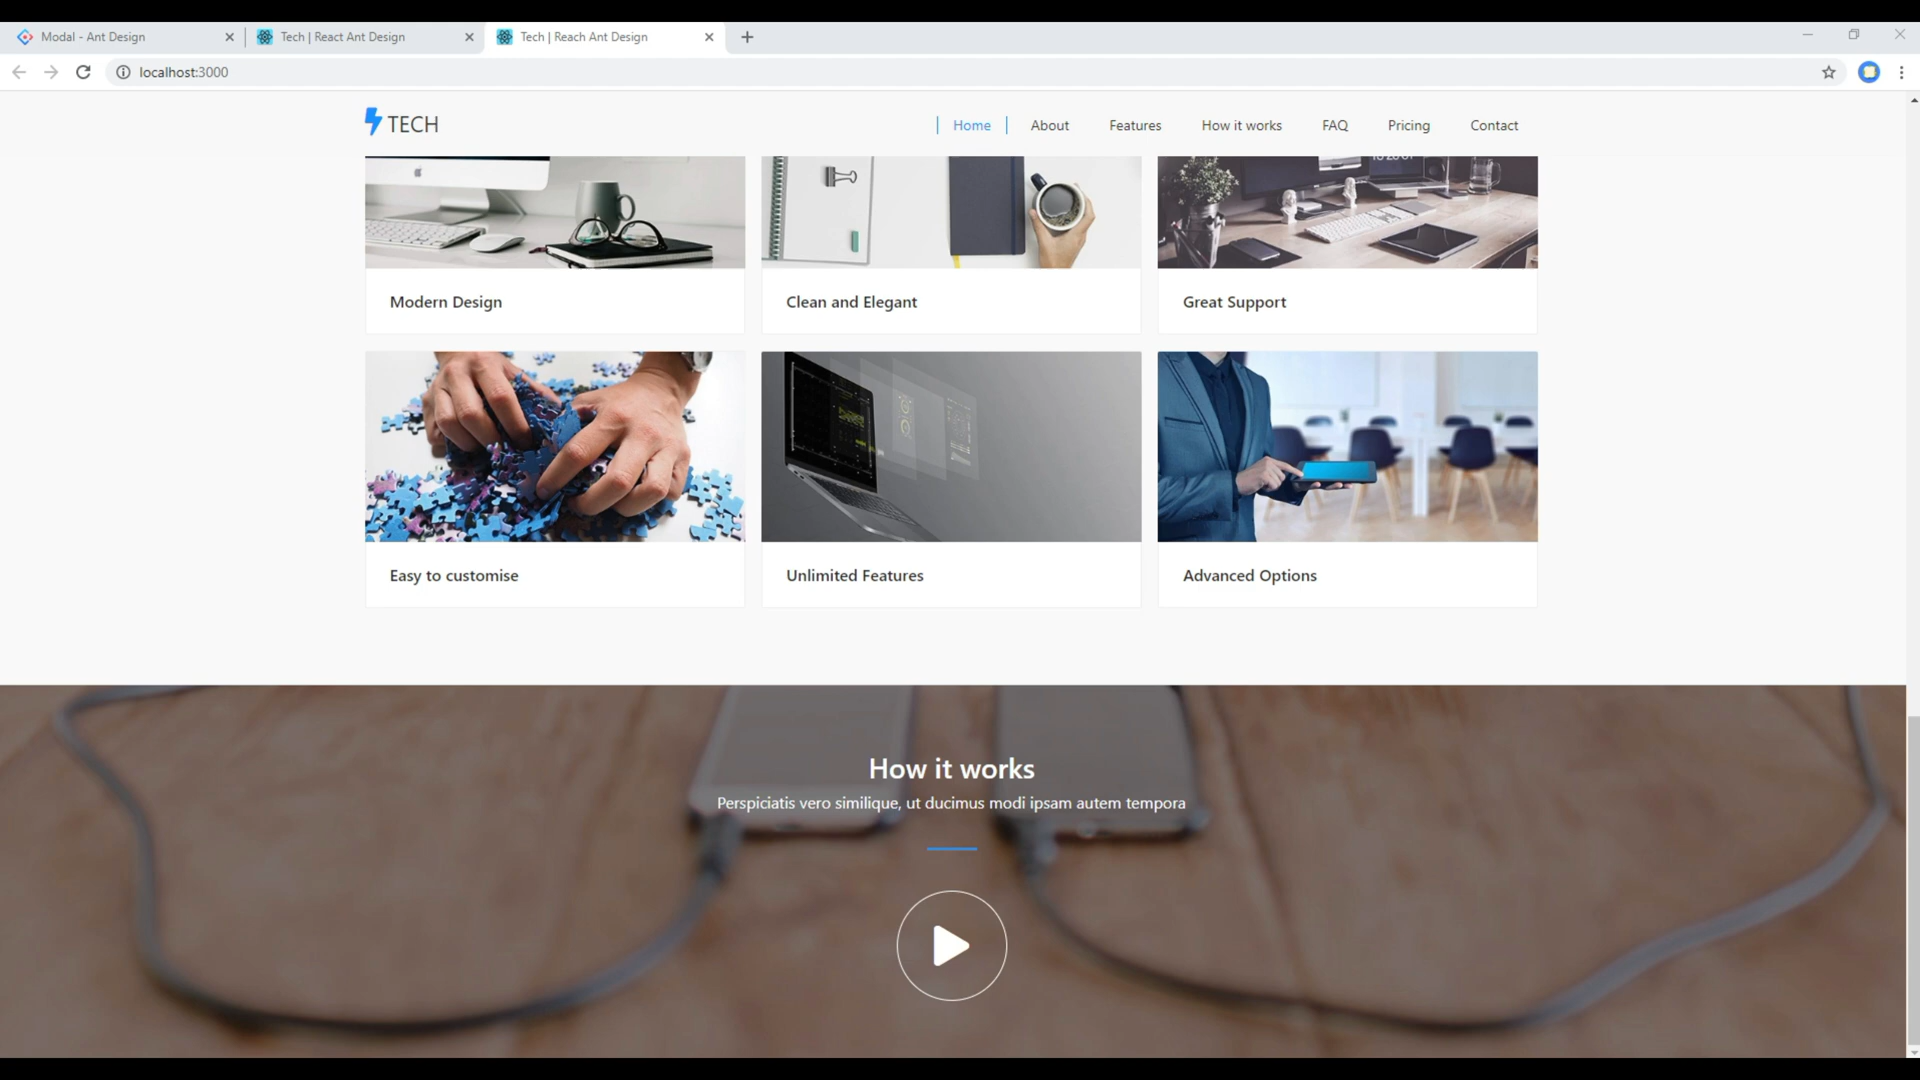 Modal - Ant Design
Tech | React Ant Design
Tech | Reach Ant Design
localhost:3000
TECH
Home
About
Features
How it works
FAQ
Pricing
Contact
Modern Design
Clean and Elegant
Great Support
Easy to customise
Unlimited Features
Advanced Options
How it works
Perspiciatis vero similique, ut ducimus modi ipsam autem tempora